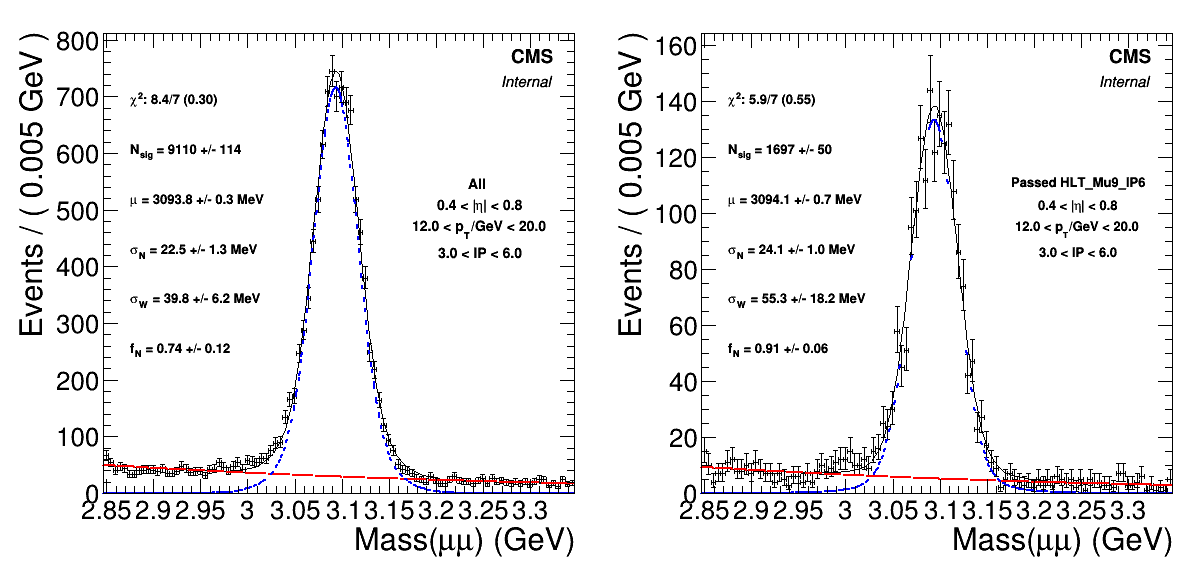 800
700
600
500
400
300
200
100
0
Events / ( 0.005 GeV )
CMS
Internal
χ²: 8.4/7 (0.30)
N_sig = 9110 +/- 114
μ = 3093.8 +/- 0.3 MeV
σ_N = 22.5 +/- 1.3 MeV
σ_W = 39.8 +/- 6.2 MeV
f_N = 0.74 +/- 0.12
All
0.4 < |η| < 0.8
12.0 < p_T/GeV < 20.0
3.0 < IP < 6.0
2.85 2.9 2.95 3 3.05 3.1 3.15 3.2 3.25 3.3
Mass(μμ) (GeV)
160
140
120
100
80
60
40
20
0
Events / ( 0.005 GeV )
CMS
Internal
χ²: 5.9/7 (0.55)
N_sig = 1697 +/- 50
μ = 3094.1 +/- 0.7 MeV
σ_N = 24.1 +/- 1.0 MeV
σ_W = 55.3 +/- 18.2 MeV
f_N = 0.91 +/- 0.06
Passed HLT_Mu9_IP6
0.4 < |η| < 0.8
12.0 < p_T/GeV < 20.0
3.0 < IP < 6.0
2.85 2.9 2.95 3 3.05 3.1 3.15 3.2 3.25 3.3
Mass(μμ) (GeV)